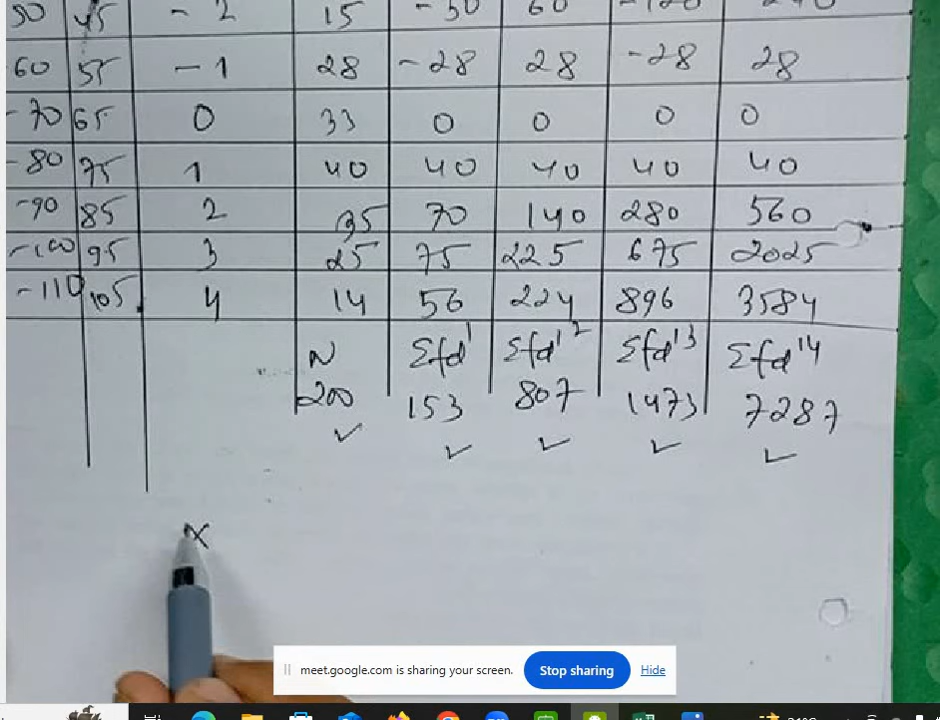 50 45 - 2 15 - 30 60
60 55 - 1 28 - 28 28 - 28 28
- 70 65 0 33 0 0 0 0
- 80 75 1 40 40 40 40 40
- 90 85 2 35 70 140 280 560
- 100 95 3 25 75 225 675 2025
- 110 105 4 14 56 224 896 3584
N Σfd' Σfd'² Σfd'³ Σfd'⁴
200 153 807 1473 7287
✓ ✓ ✓ ✓ ✓
X
meet.google.com is sharing your screen. Stop sharing Hide